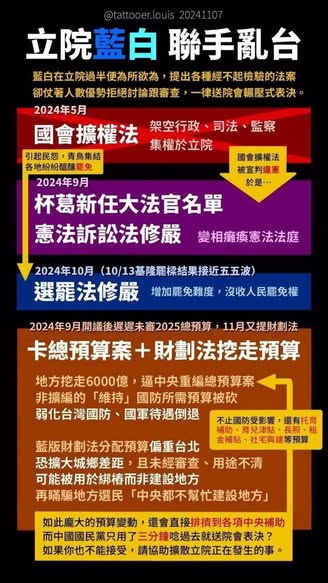 @tattooer.louis 20241107
立院藍白 聯手亂台
藍白在立院過半便為所欲為，提出各種經不起檢驗的法案
卻仗著人數優勢拒絕討論跟審查，一律送院會輾壓式表決。
2024年5月
國會擴權法
架空行政、司法、監察
集權於立院
引起民怨，青鳥集結
各地紛紛醞釀罷免
國會擴權法
被宣判違憲
於是…
2024年9月
杯葛新任大法官名單
憲法訴訟法修嚴
變相癱瘓憲法法庭
2024年10月（10/13基隆罷樑結果接近五五波）
選罷法修嚴
增加罷免難度，沒收人民罷免權
2024年9月開議後遲遲未審2025總預算，11月又提財劃法
卡總預算案＋財劃法挖走預算
地方挖走6000億，逼中央重編總預算案
非擴編的「維持」國防所需預算被砍
弱化台灣國防、國軍待遇倒退
不止國防受影響，還有托育
補助、育兒津貼、長照、租
金補貼、社宅興建等預算
藍版財劃法分配預算偏重台北
恐擴大城鄉差距，且未經審查、用途不清
可能被用於綁樁而非建設地方
再瞞騙地方選民「中央都不幫忙建設地方」
如此龐大的預算變動，還會直接排擠到各項中央補助
而中國國民黨只用了三分鐘唸過去就送院會表決？
如果你也不能接受，請協助擴散立院正在發生的事。